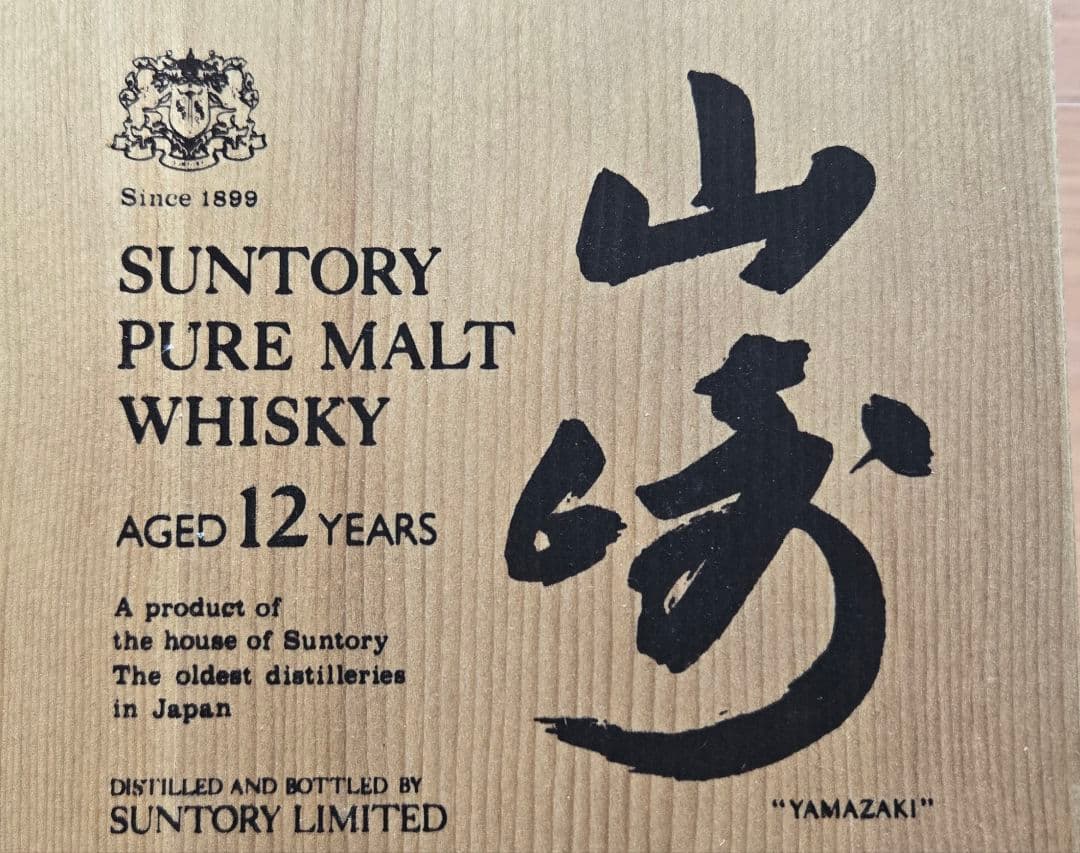 Since 1899
SUNTORY
PURE MALT
WHISKY
AGED 12 YEARS
A product of
the house of Suntory
The oldest distilleries
in Japan
DISTILLED AND BOTTLED BY
SUNTORY LIMITED
山
崎
“YAMAZAKI”